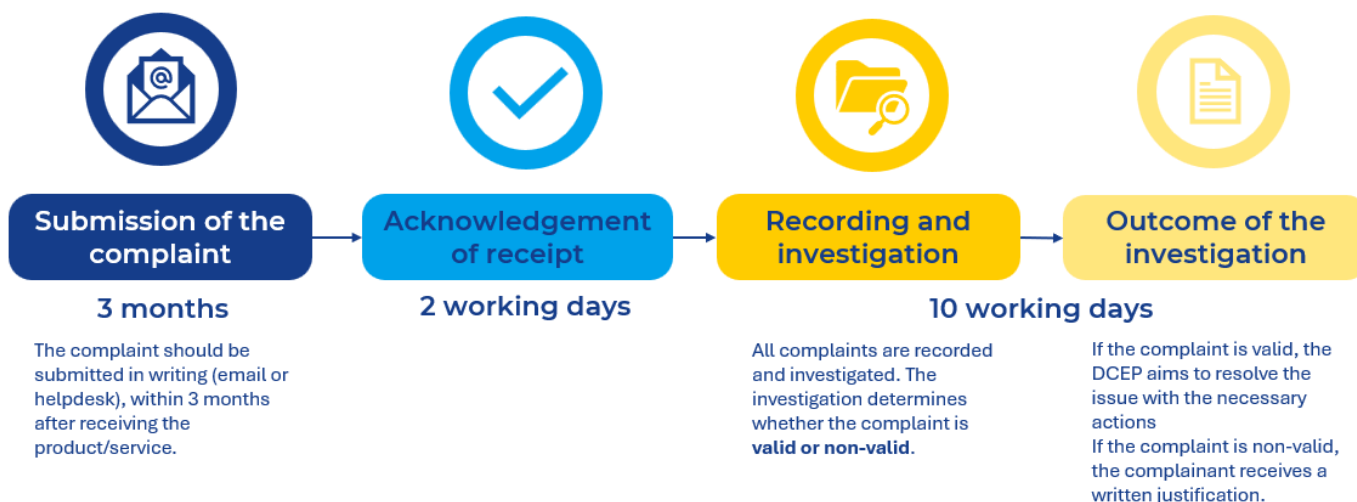 @
Submission of the
complaint
Acknowledgement
of receipt
Recording and
investigation
Outcome of the
investigation
3 months
2 working days
10 working days
The complaint should be
submitted in writing (email or
helpdesk), within 3 months
after receiving the
product/service.
All complaints are recorded
and investigated. The
investigation determines
whether the complaint is
valid or non-valid.
If the complaint is valid, the
DCEP aims to resolve the
issue with the necessary
actions
If the complaint is non-valid,
the complainant receives a
written justification.